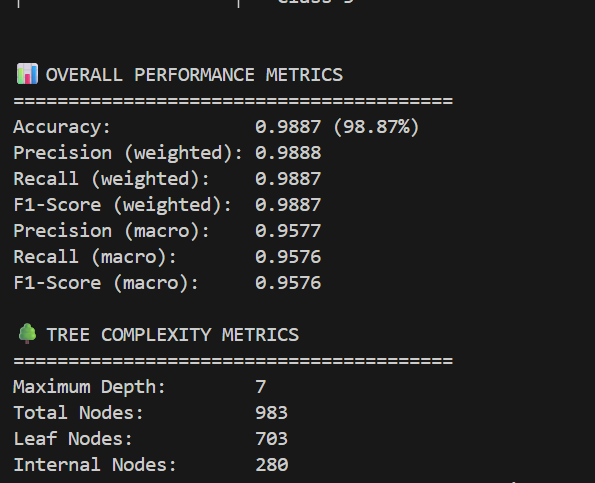 📊 OVERALL PERFORMANCE METRICS
========================================
Accuracy: 0.9887 (98.87%)
Precision (weighted): 0.9888
Recall (weighted): 0.9887
F1-Score (weighted): 0.9887
Precision (macro): 0.9577
Recall (macro): 0.9576
F1-Score (macro): 0.9576
🌳 TREE COMPLEXITY METRICS
========================================
Maximum Depth: 7
Total Nodes: 983
Leaf Nodes: 703
Internal Nodes: 280